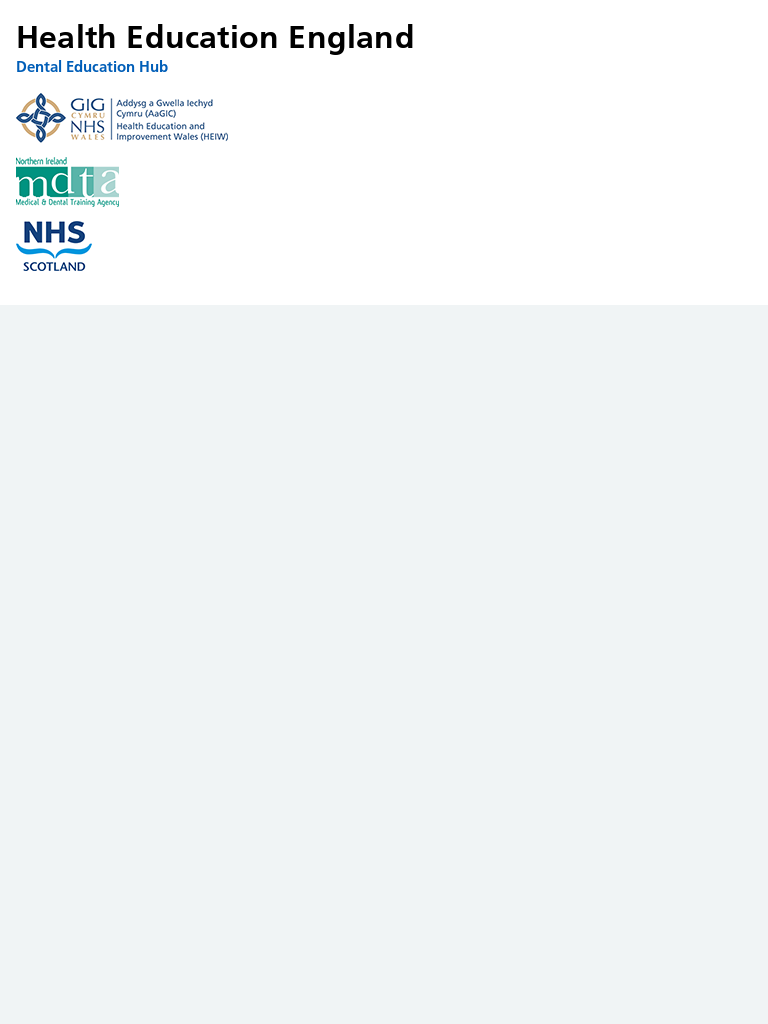 Health Education England
Dental Education Hub
GIG
CYMRU
NHS
WALES
Addysg a Gwella Iechyd
Cymru (AaGIC)
Health Education and
Improvement Wales (HEIW)
Northern Ireland
mdta
Medical & Dental Training Agency
NHS
SCOTLAND